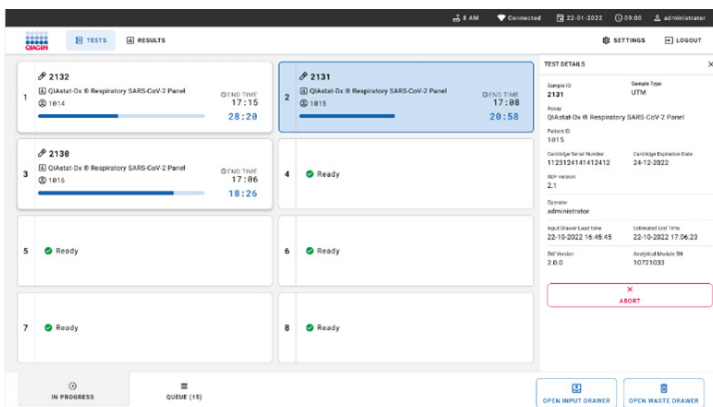 8 AM Connected 22-01-2022 09:00 administrator
QIAGEN TESTS RESULTS SETTINGS LOGOUT
1
2132
QIAstat-Dx ® Respiratory SARS-CoV-2 Panel
1014
END TIME
17:15
28:20
2
2131
QIAstat-Dx ® Respiratory SARS-CoV-2 Panel
1015
END TIME
17:08
20:58
3
2130
QIAstat-Dx ® Respiratory SARS-CoV-2 Panel
1016
END TIME
17:06
18:26
4 Ready
5 Ready
6 Ready
7 Ready
8 Ready
TEST DETAILS
Sample ID
2131
Sample Type
UTM
Assay
QIAstat-Dx ® Respiratory SARS-CoV-2 Panel
Patient ID
1015
Cartridge Serial Number
1123124141412412
Cartridge Expiration Date
24-12-2022
ADF version
2.1
Operator
administrator
Input Drawer Load time
22-10-2022 16:45:45
Estimated End Time
22-10-2022 17:06:23
SW Version
2.0.0
Analytical Module SN
10721033
ABORT
IN PROGRESS
QUEUE (15)
OPEN INPUT DRAWER
OPEN WASTE DRAWER